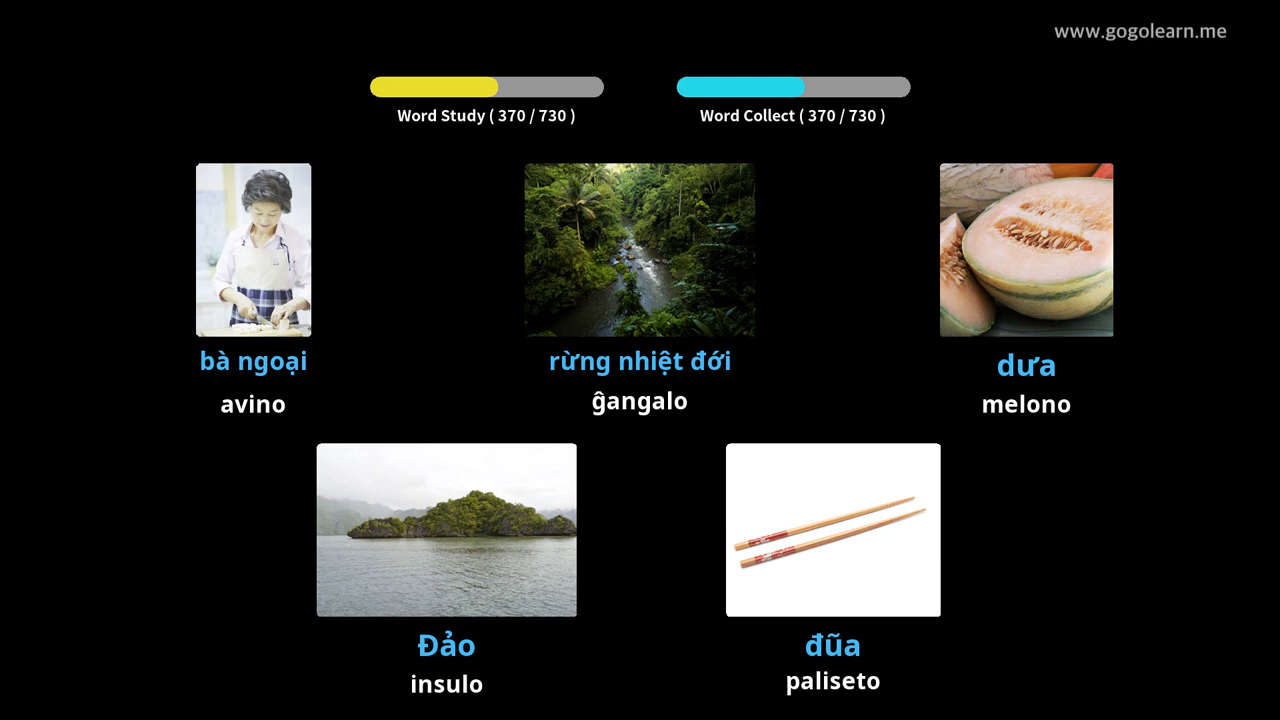 www.gogolearn.me
Word Study ( 370 / 730 )
Word Collect ( 370 / 730 )
bà ngoại
avino
rừng nhiệt đới
ĝangalo
dưa
melono
Đảo
insulo
đũa
paliseto